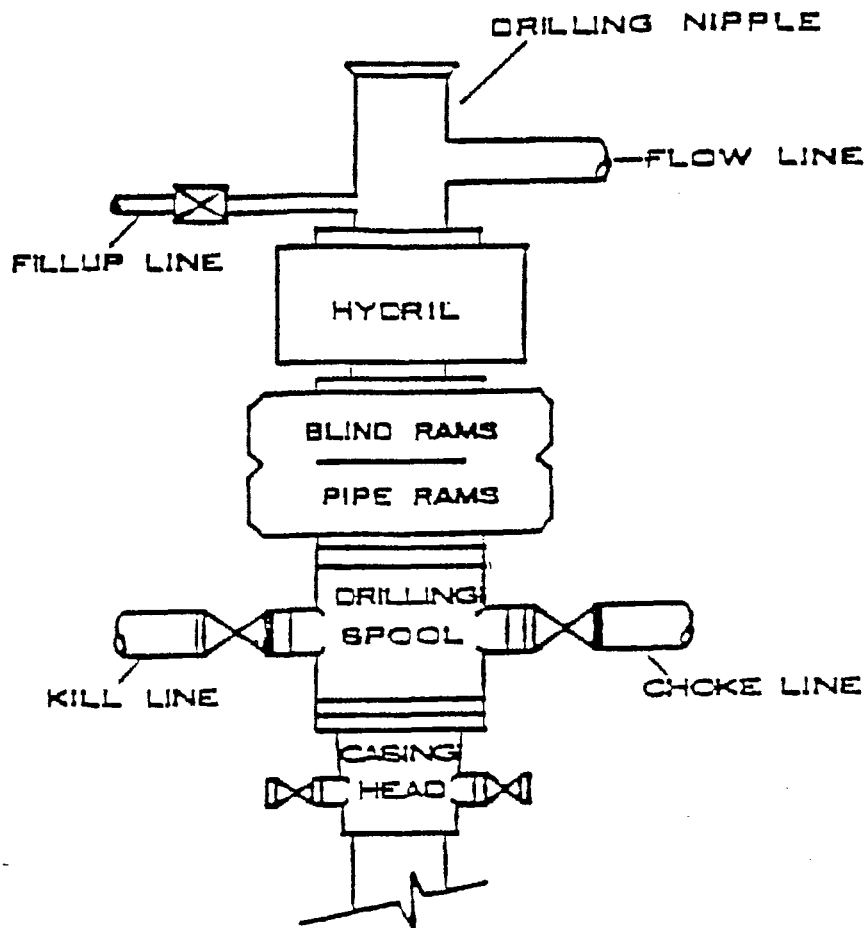 DRILLING NIPPLE
FLOW LINE
FILLUP LINE
HYDRIL
BLIND RAMS
PIPE RAMS
DRILLING
SPOOL
KILL LINE
CHOKE LINE
CASING
HEAD